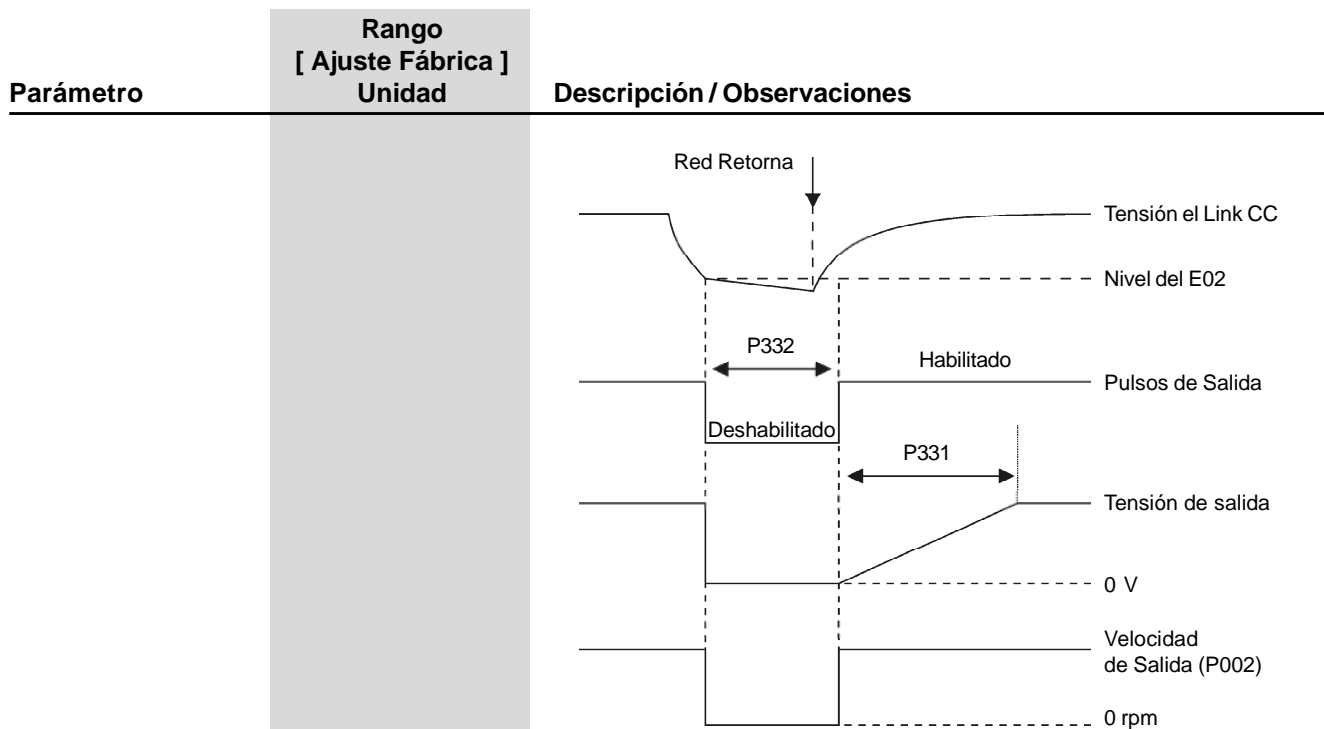 Rango
[ Ajuste Fábrica ]
Parámetro Unidad Descripción / Observaciones
Red Retorna
Tensión el Link CC
Nivel del E02
P332
Habilitado
Pulsos de Salida
Deshabilitado
P331
Tensión de salida
0 V
Velocidad
de Salida (P002)
0 rpm